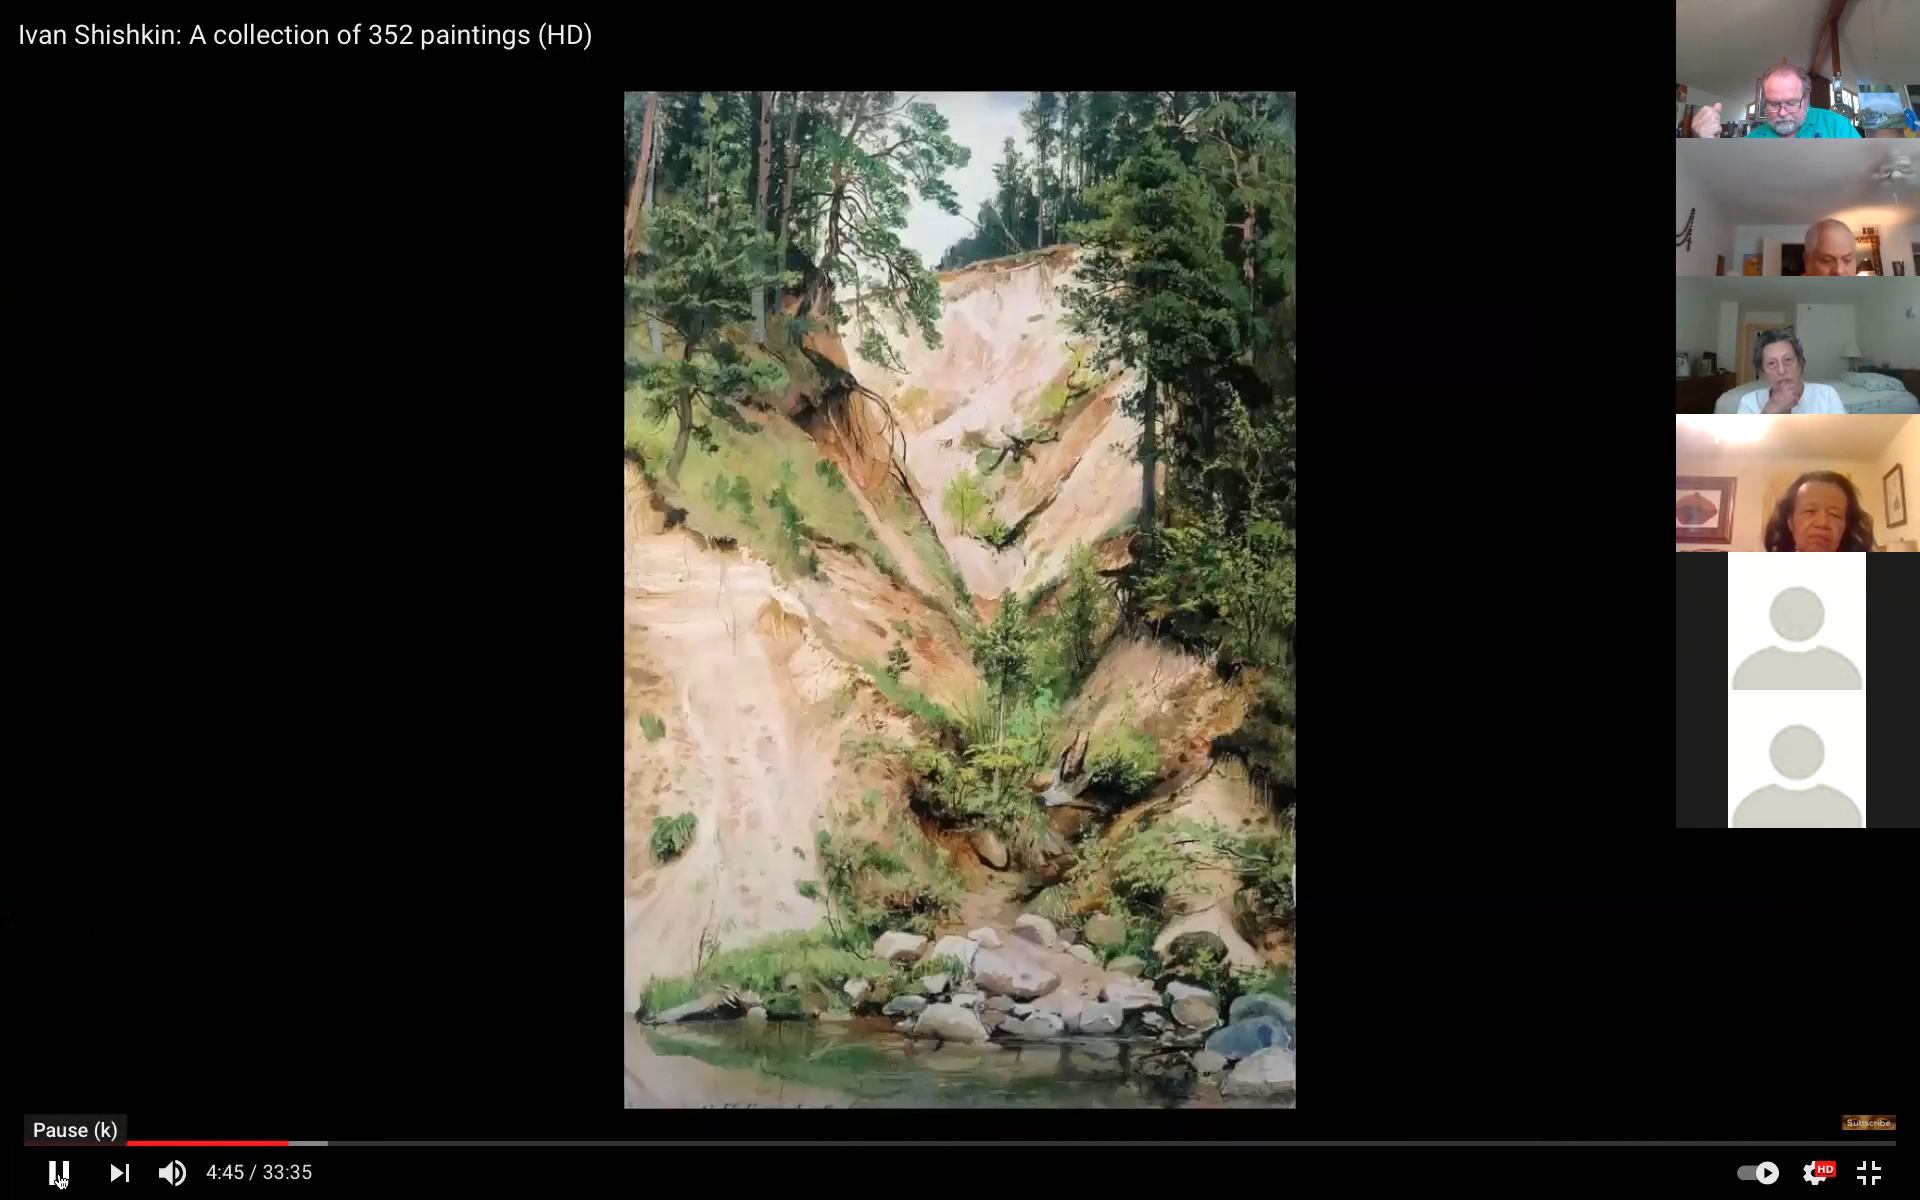 Ivan Shishkin: A collection of 352 paintings (HD)
Pause (k)
Subscribe
4:45 / 33:35
HD